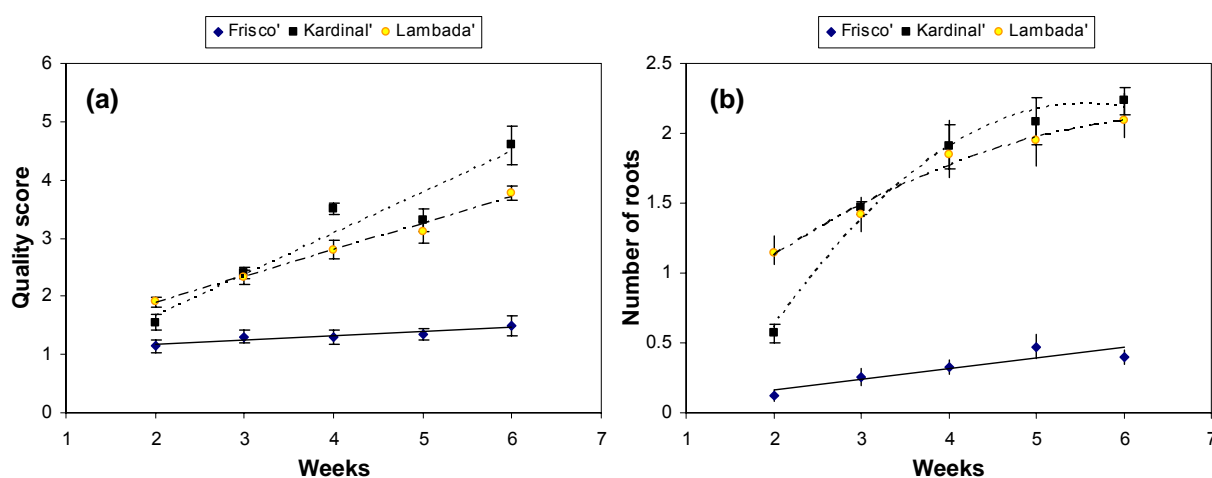 Frisco' Kardinal' Lambada'
(a)
Quality score
6
5
4
3
2
1
0
1 2 3 4 5 6 7
Weeks
Frisco' Kardinal' Lambada'
(b)
Number of roots
2.5
2
1.5
1
0.5
0
1 2 3 4 5 6 7
Weeks